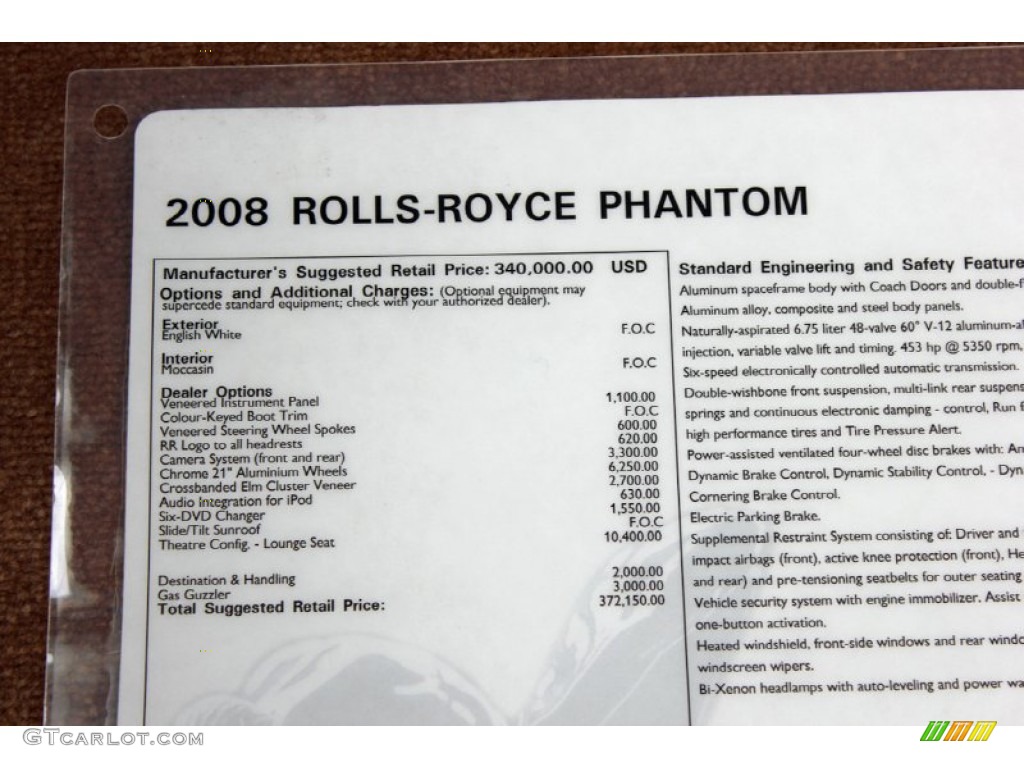 2008 ROLLS-ROYCE PHANTOM
Manufacturer's Suggested Retail Price: 340,000.00 USD
Options and Additional Charges: (Optional equipment may
supercede standard equipment; check with your authorized dealer).
Exterior
English White F.O.C
Interior
Moccasin F.O.C
Dealer Options
Veneered Instrument Panel 1,100.00
Colour-Keyed Boot Trim F.O.C
Veneered Steering Wheel Spokes 600.00
RR Logo to all headrests 620.00
Camera System (front and rear) 3,300.00
Chrome 21" Aluminium Wheels 6,250.00
Crossbanded Elm Cluster Veneer 2,700.00
Audio Integration for iPod 630.00
Six-DVD Changer 1,550.00
Slide/Tilt Sunroof F.O.C
Theatre Config. - Lounge Seat 10,400.00
Destination & Handling 2,000.00
Gas Guzzler 3,000.00
Total Suggested Retail Price: 372,150.00
Standard Engineering and Safety Feature
Aluminum spaceframe body with Coach Doors and double-f
Aluminum alloy, composite and steel body panels.
Naturally-aspirated 6.75 liter 48-valve 60° V-12 aluminum-al
injection, variable valve lift and timing. 453 hp @ 5350 rpm,
Six-speed electronically controlled automatic transmission.
Double-wishbone front suspension, multi-link rear suspens
springs and continuous electronic damping - control, Run f
high performance tires and Tire Pressure Alert.
Power-assisted ventilated four-wheel disc brakes with: An
Dynamic Brake Control, Dynamic Stability Control, - Dyn
Cornering Brake Control.
Electric Parking Brake.
Supplemental Restraint System consisting of: Driver and
impact airbags (front), active knee protection (front), He
and rear) and pre-tensioning seatbelts for outer seating
Vehicle security system with engine immobilizer. Assist
one-button activation.
Heated windshield, front-side windows and rear windo
windscreen wipers.
Bi-Xenon headlamps with auto-leveling and power wa
GTCARLOT.COM